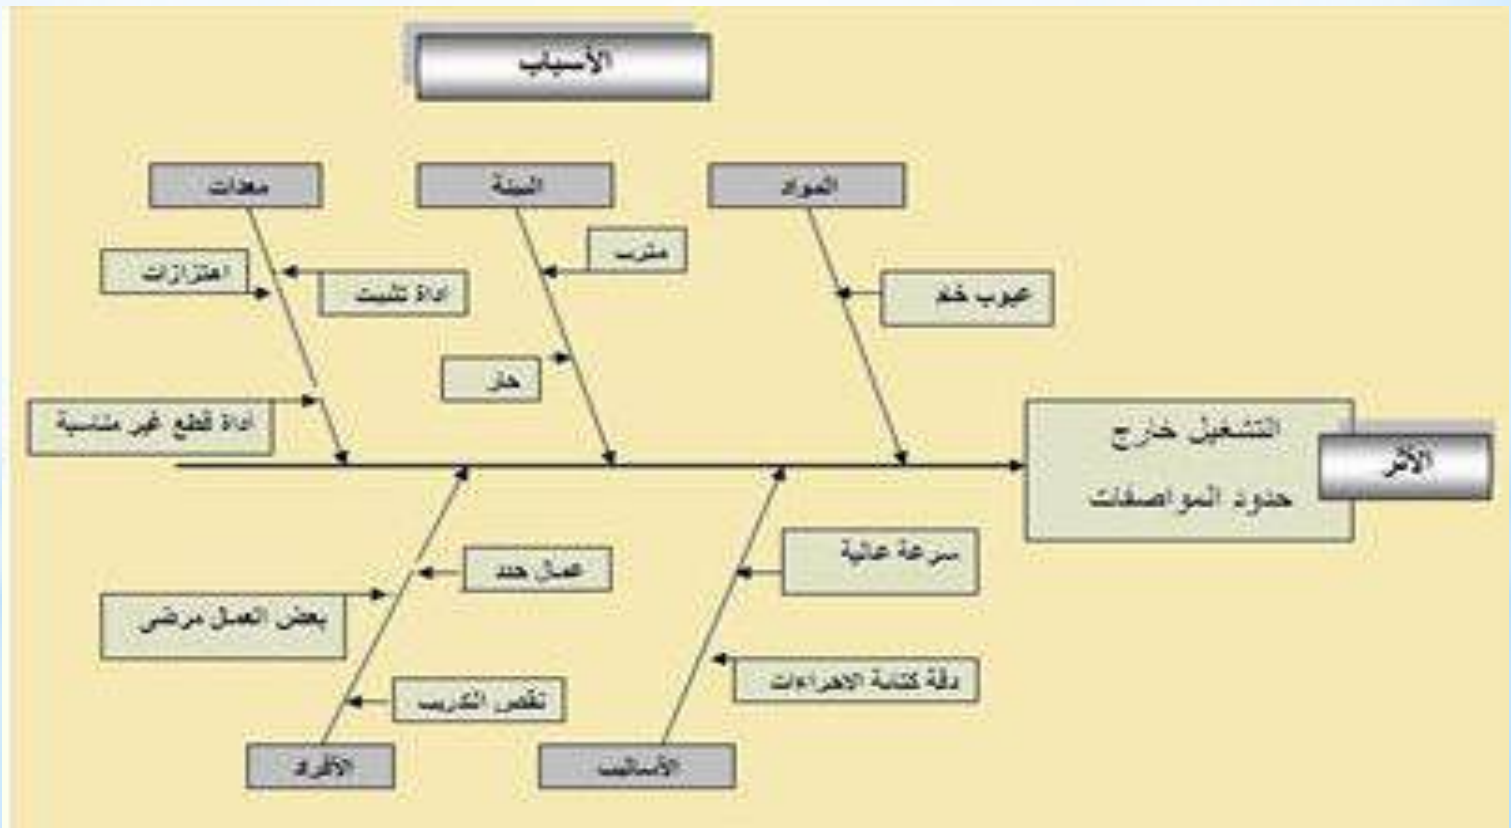 الأسباب
المواد
البيئة
معدات
مترب
اهتزازات
أداة تثبيت
عيوب خام
حار
أداة قطع غير مناسبة
التشغيل خارج
حدود المواصفات
الأثر
سرعة عالية
عمال جدد
بعض العمال مرضى
دقة كتابة الاجراءات
نقص التدريب
الأساليب
الأفراد